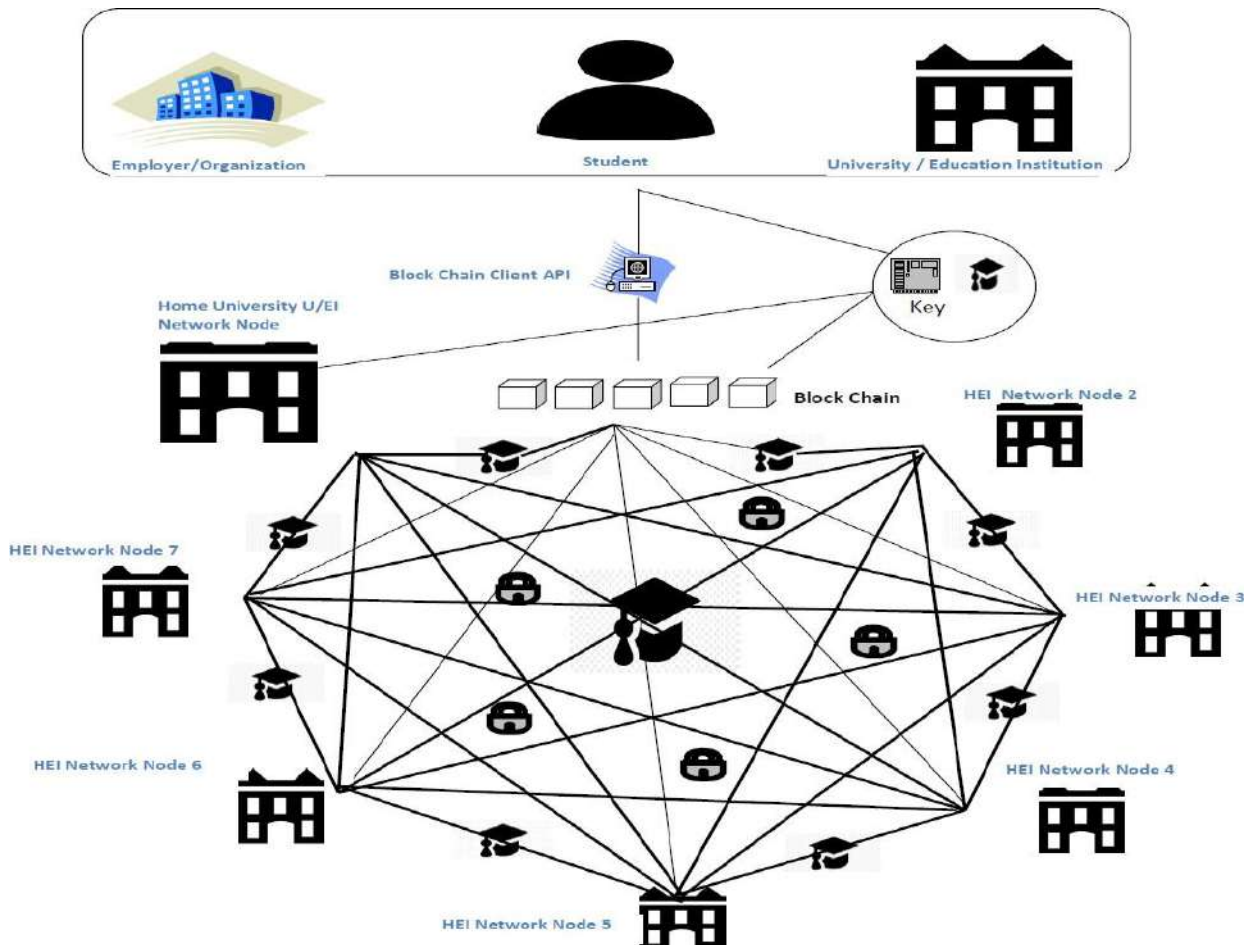 Employer/Organization
Student
University / Education Institution
Block Chain Client API
Key
Home University U/EI
Network Node
Block Chain
HEI Network Node 2
HEI Network Node 7
HEI Network Node 3
HEI Network Node 6
HEI Network Node 4
HEI Network Node 5